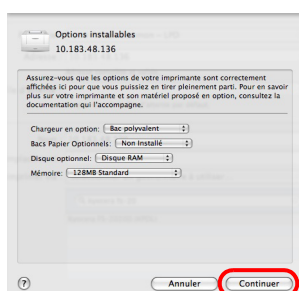 Options installables
10.183.48.136
Assurez-vous que les options de votre imprimante sont correctement
affichées ici pour que vous puissiez en tirer pleinement parti. Pour en savoir
plus sur votre imprimante et son matériel proposé en option, consultez la
documentation qui l'accompagne.
Chargeur en option: Bac polyvalent
Bacs Papier Optionnels: Non Installé
Disque optionnel: Disque RAM
Mémoire: 128MB Standard
? Annuler Continuer